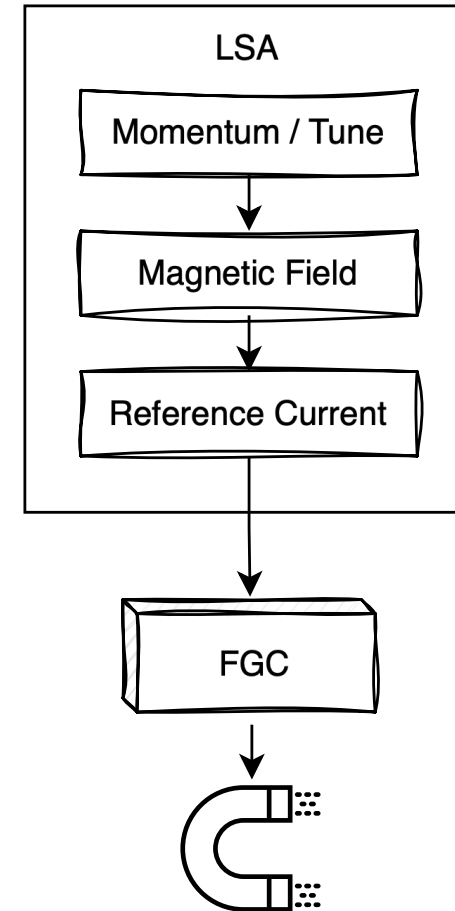 LSA
Momentum / Tune
Magnetic Field
Reference Current
FGC